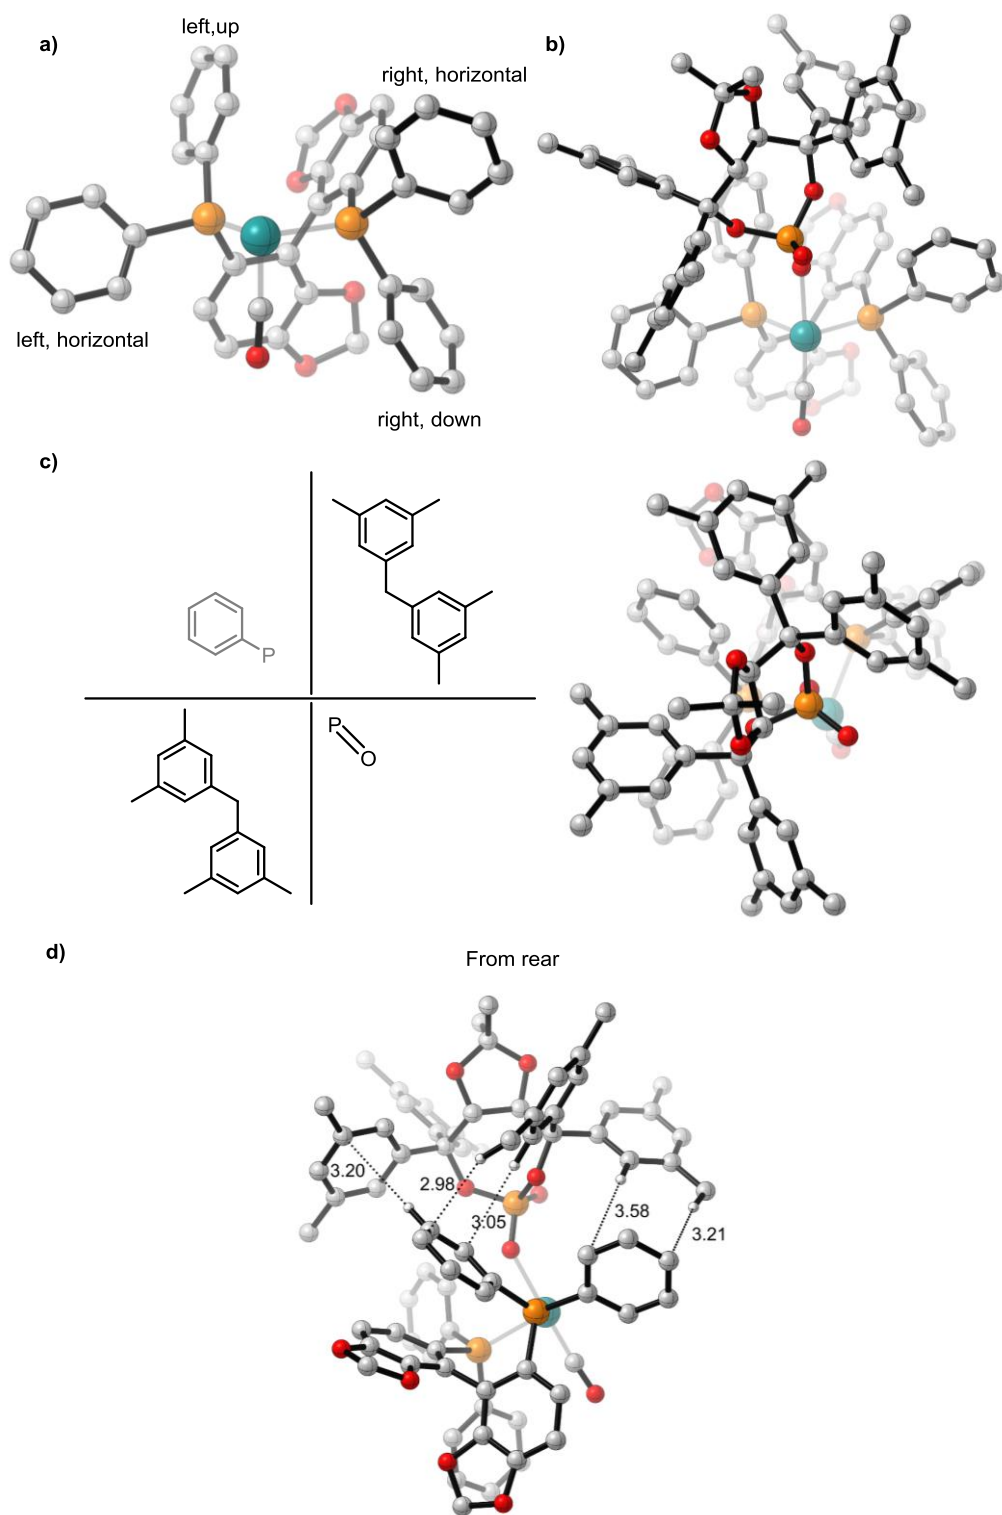 a)
left,up
right, horizontal
left, horizontal
right, down
b)
c)
P
P
O
d)
From rear
3.20
2.98
3.05
3.58
3.21